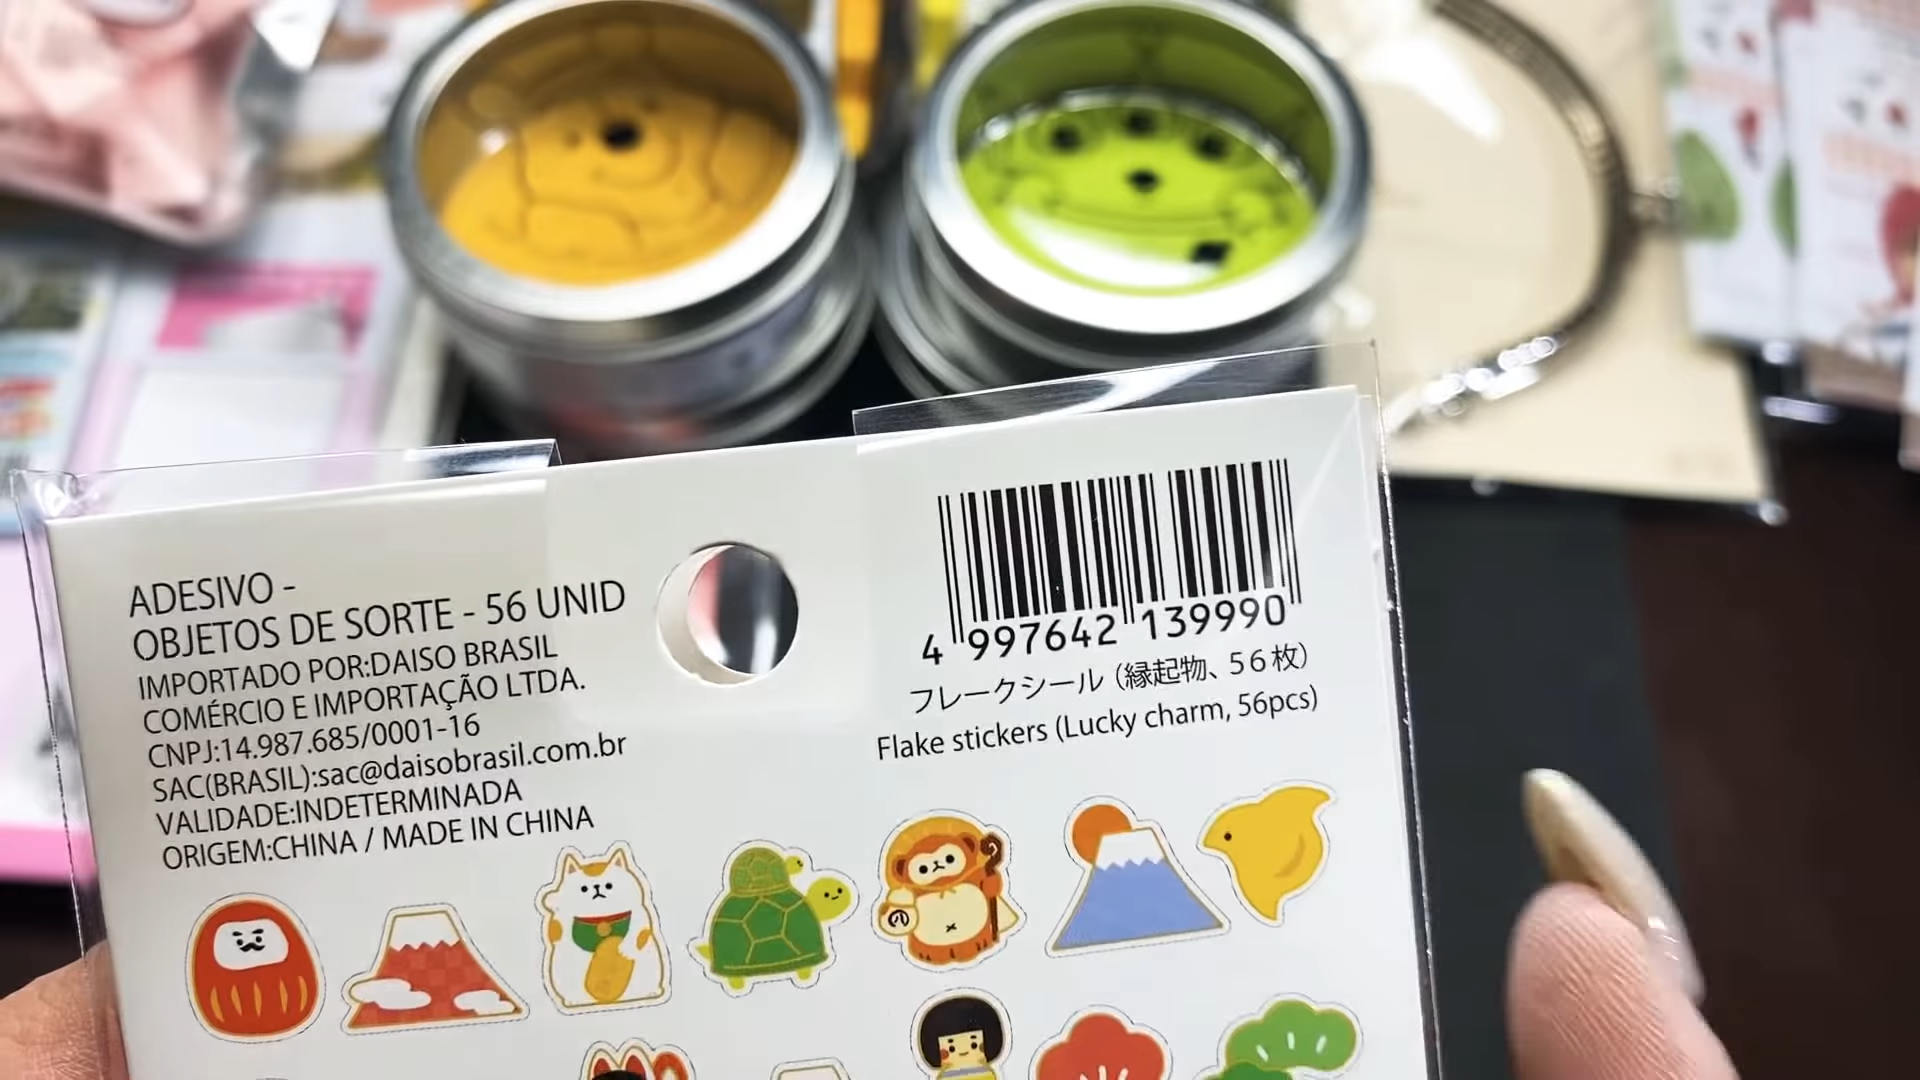 ADESIVO -
OBJETOS DE SORTE - 56 UNID
IMPORTADO POR:DAISO BRASIL
COMÉRCIO E IMPORTAÇÃO LTDA.
CNPJ:14.987.685/0001-16
SAC(BRASIL):sac@daisobrasil.com.br
VALIDADE:INDETERMINADA
ORIGEM:CHINA / MADE IN CHINA
4 997642 139990
フレークシール（縁起物、56枚）
Flake stickers (Lucky charm, 56pcs)
の